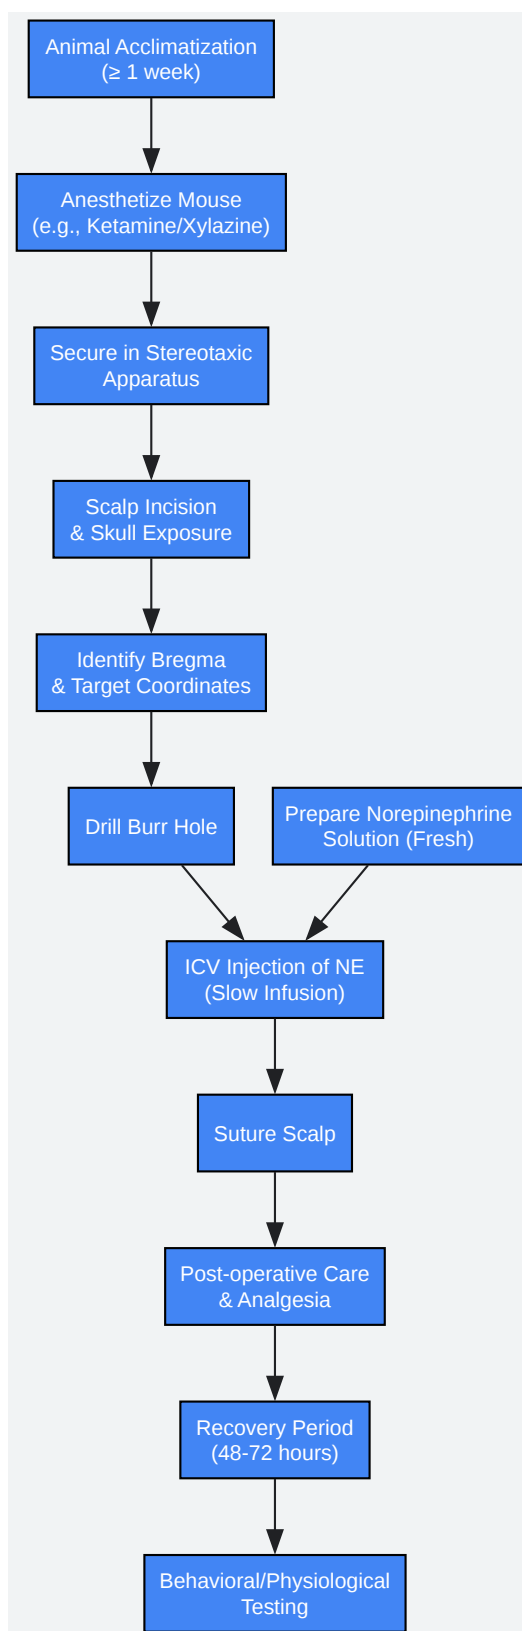 Animal Acclimatization
(≥ 1 week)
Anesthetize Mouse
(e.g., Ketamine/Xylazine)
Secure in Stereotaxic
Apparatus
Scalp Incision
& Skull Exposure
Identify Bregma
& Target Coordinates
Drill Burr Hole
Prepare Norepinephrine
Solution (Fresh)
ICV Injection of NE
(Slow Infusion)
Suture Scalp
Post-operative Care
& Analgesia
Recovery Period
(48-72 hours)
Behavioral/Physiological
Testing